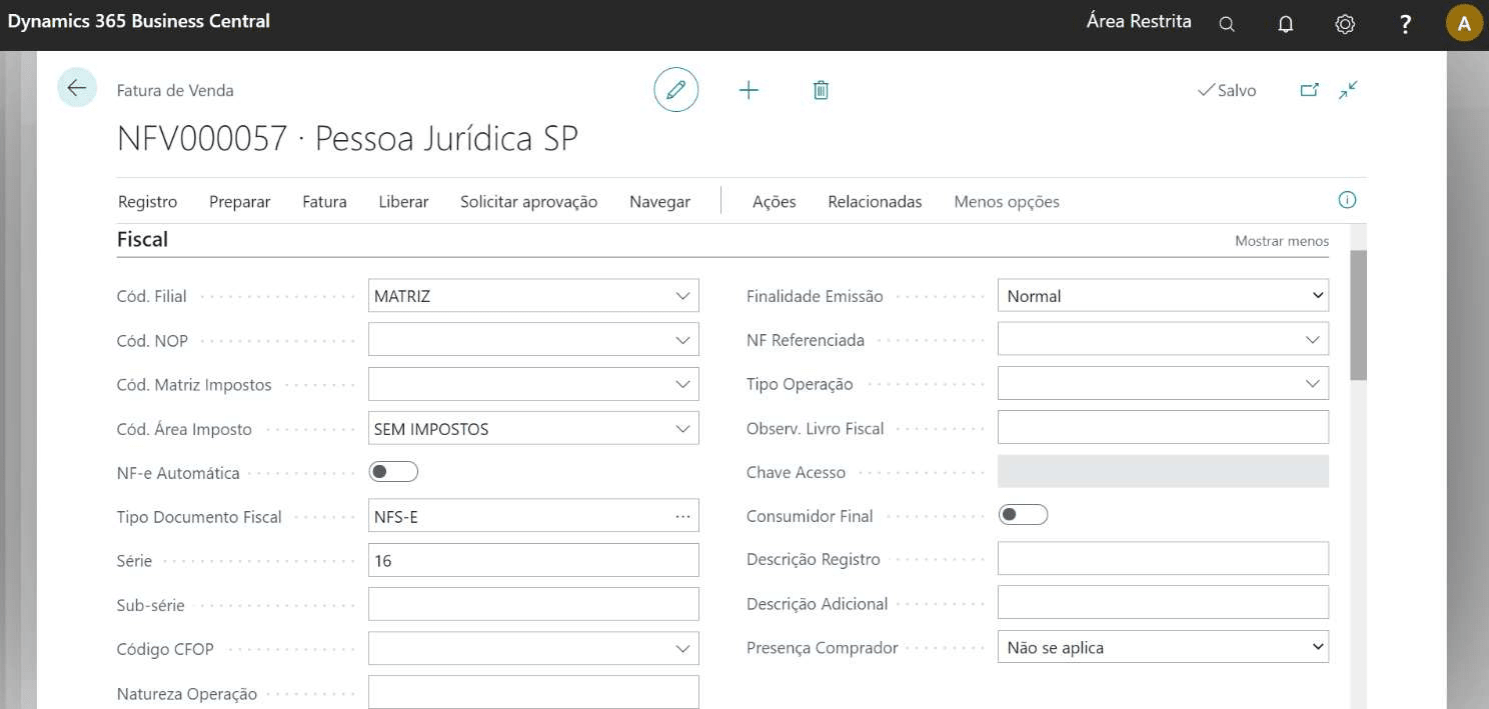 Dynamics 365 Business Central
Área Restrita
?
A
Fatura de Venda
Salvo
NFV000057 · Pessoa Jurídica SP
Registro Preparar Fatura Liberar Solicitar aprovação Navegar Ações Relacionadas Menos opções
Fiscal
Mostrar menos
Cód. Filial MATRIZ
Cód. NOP
Cód. Matriz Impostos
Cód. Área Imposto SEM IMPOSTOS
NF-e Automática
Tipo Documento Fiscal NFS-E ...
Série 16
Sub-série
Código CFOP
Natureza Operação
Finalidade Emissão Normal
NF Referenciada
Tipo Operação
Observ. Livro Fiscal
Chave Acesso
Consumidor Final
Descrição Registro
Descrição Adicional
Presença Comprador Não se aplica